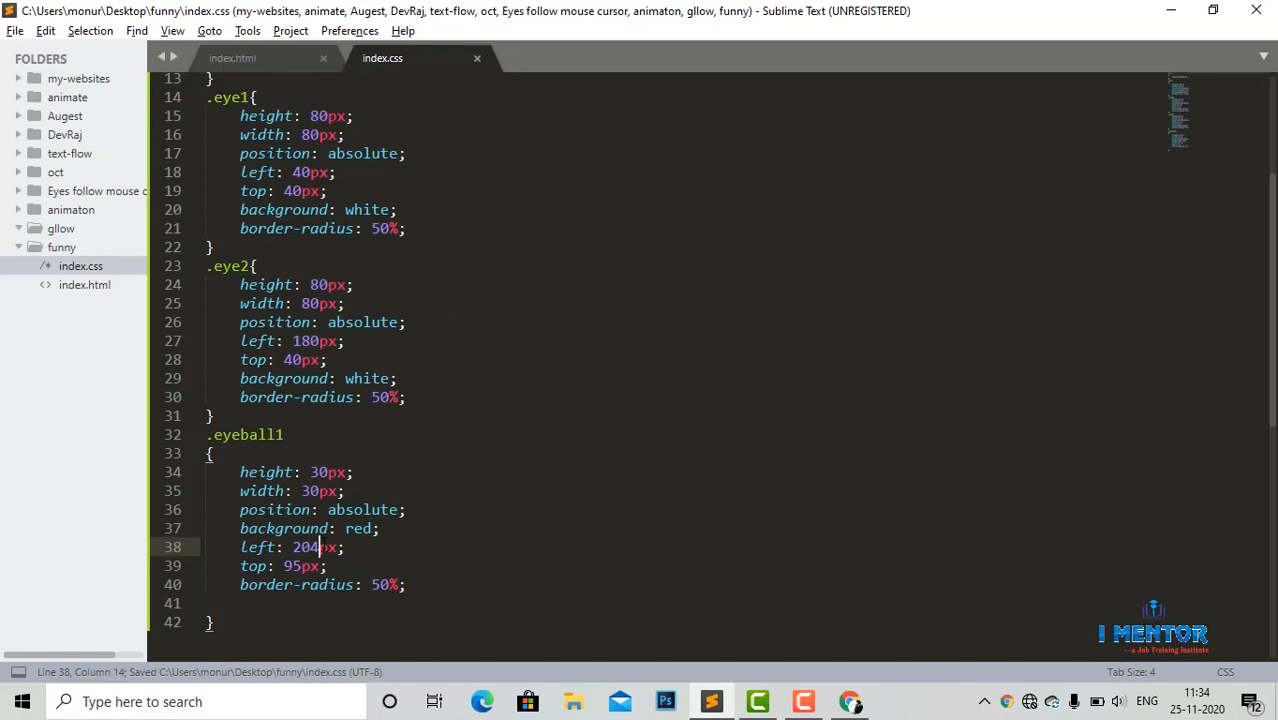 C:\Users\monur\Desktop\funny\index.css (my-websites, animate, Augest, DevRaj, text-flow, oct, Eyes follow mouse cursor, animaton, gllow, funny) - Sublime Text (UNREGISTERED)
File Edit Selection Find View Goto Tools Project Preferences Help
FOLDERS
my-websites
animate
Augest
DevRaj
text-flow
oct
Eyes follow mouse c
animaton
gllow
funny
/* index.css
<> index.html
index.html × index.css ×
13 }
14 .eye1{
15 height: 80px;
16 width: 80px;
17 position: absolute;
18 left: 40px;
19 top: 40px;
20 background: white;
21 border-radius: 50%;
22 }
23 .eye2{
24 height: 80px;
25 width: 80px;
26 position: absolute;
27 left: 180px;
28 top: 40px;
29 background: white;
30 border-radius: 50%;
31 }
32 .eyeball1
33 {
34 height: 30px;
35 width: 30px;
36 position: absolute;
37 background: red;
38 left: 204px;
39 top: 95px;
40 border-radius: 50%;
41
42 }
I MENTOR
---a Job Training Institute
Line 38, Column 14; Saved C:\Users\monur\Desktop\funny\index.css (UTF-8)
Tab Size: 4 CSS
Type here to search
ENG
11:34
25-11-2020
12